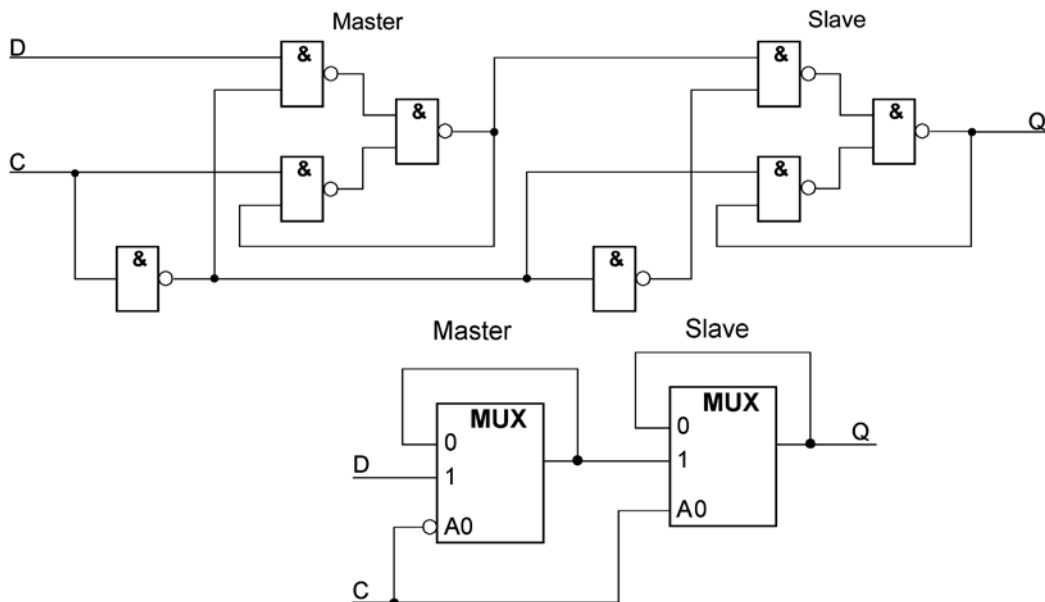 Master Slave
D & &
& & Q
C & &
& &
Master Slave
MUX MUX
0 0 Q
D 1 1
A0 A0
C